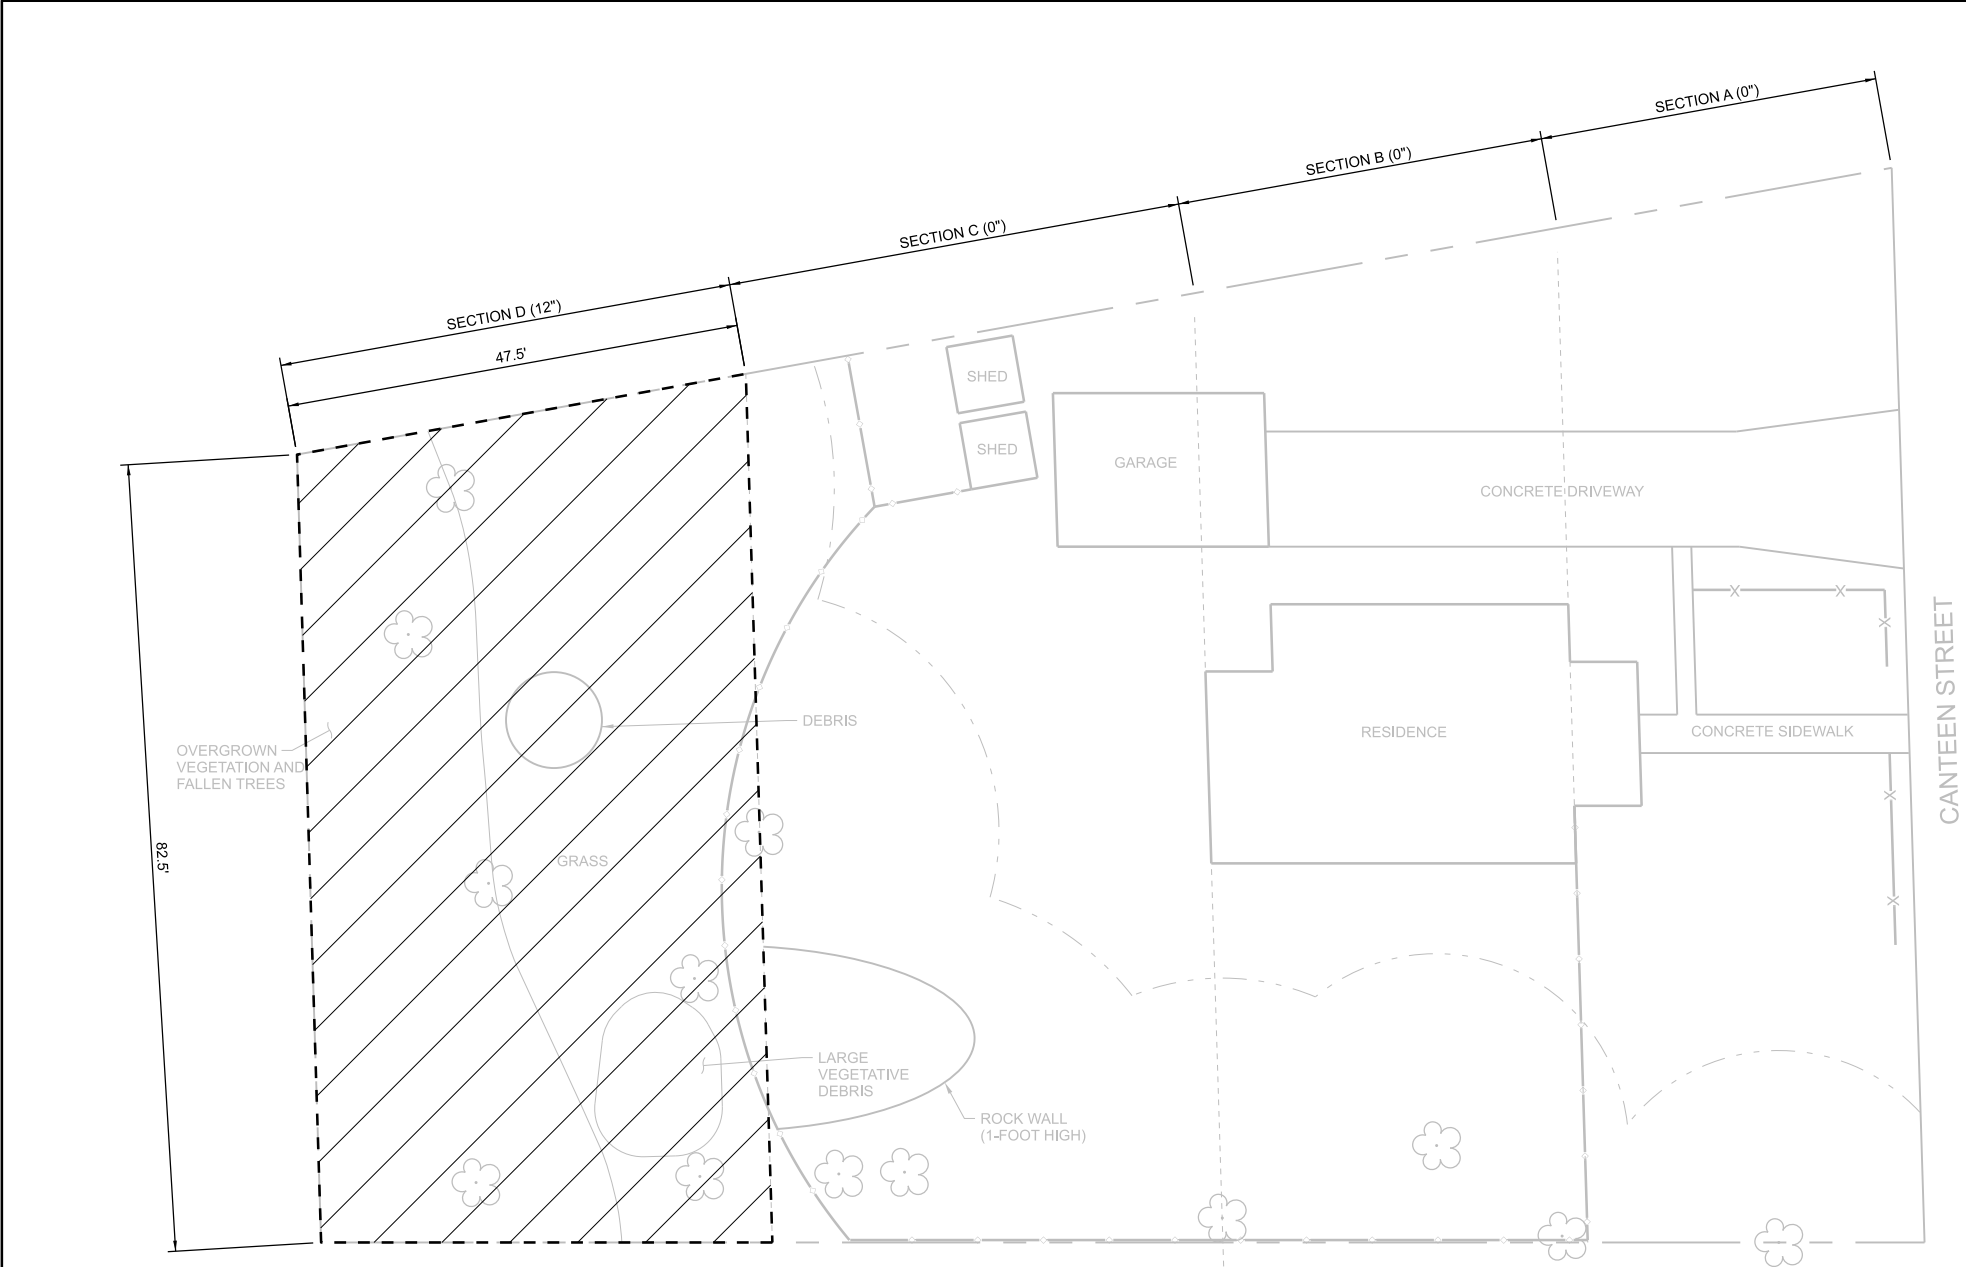 SECTION A (0")
SECTION B (0")
SECTION C (0")
SECTION D (12")
47.5'
SHED
SHED
GARAGE
CONCRETE DRIVEWAY
CANTEEN STREET
DEBRIS
RESIDENCE
CONCRETE SIDEWALK
OVERGROWN
VEGETATION AND
FALLEN TREES
82.5'
GRASS
LARGE
VEGETATIVE
DEBRIS
ROCK WALL
(1-FOOT HIGH)